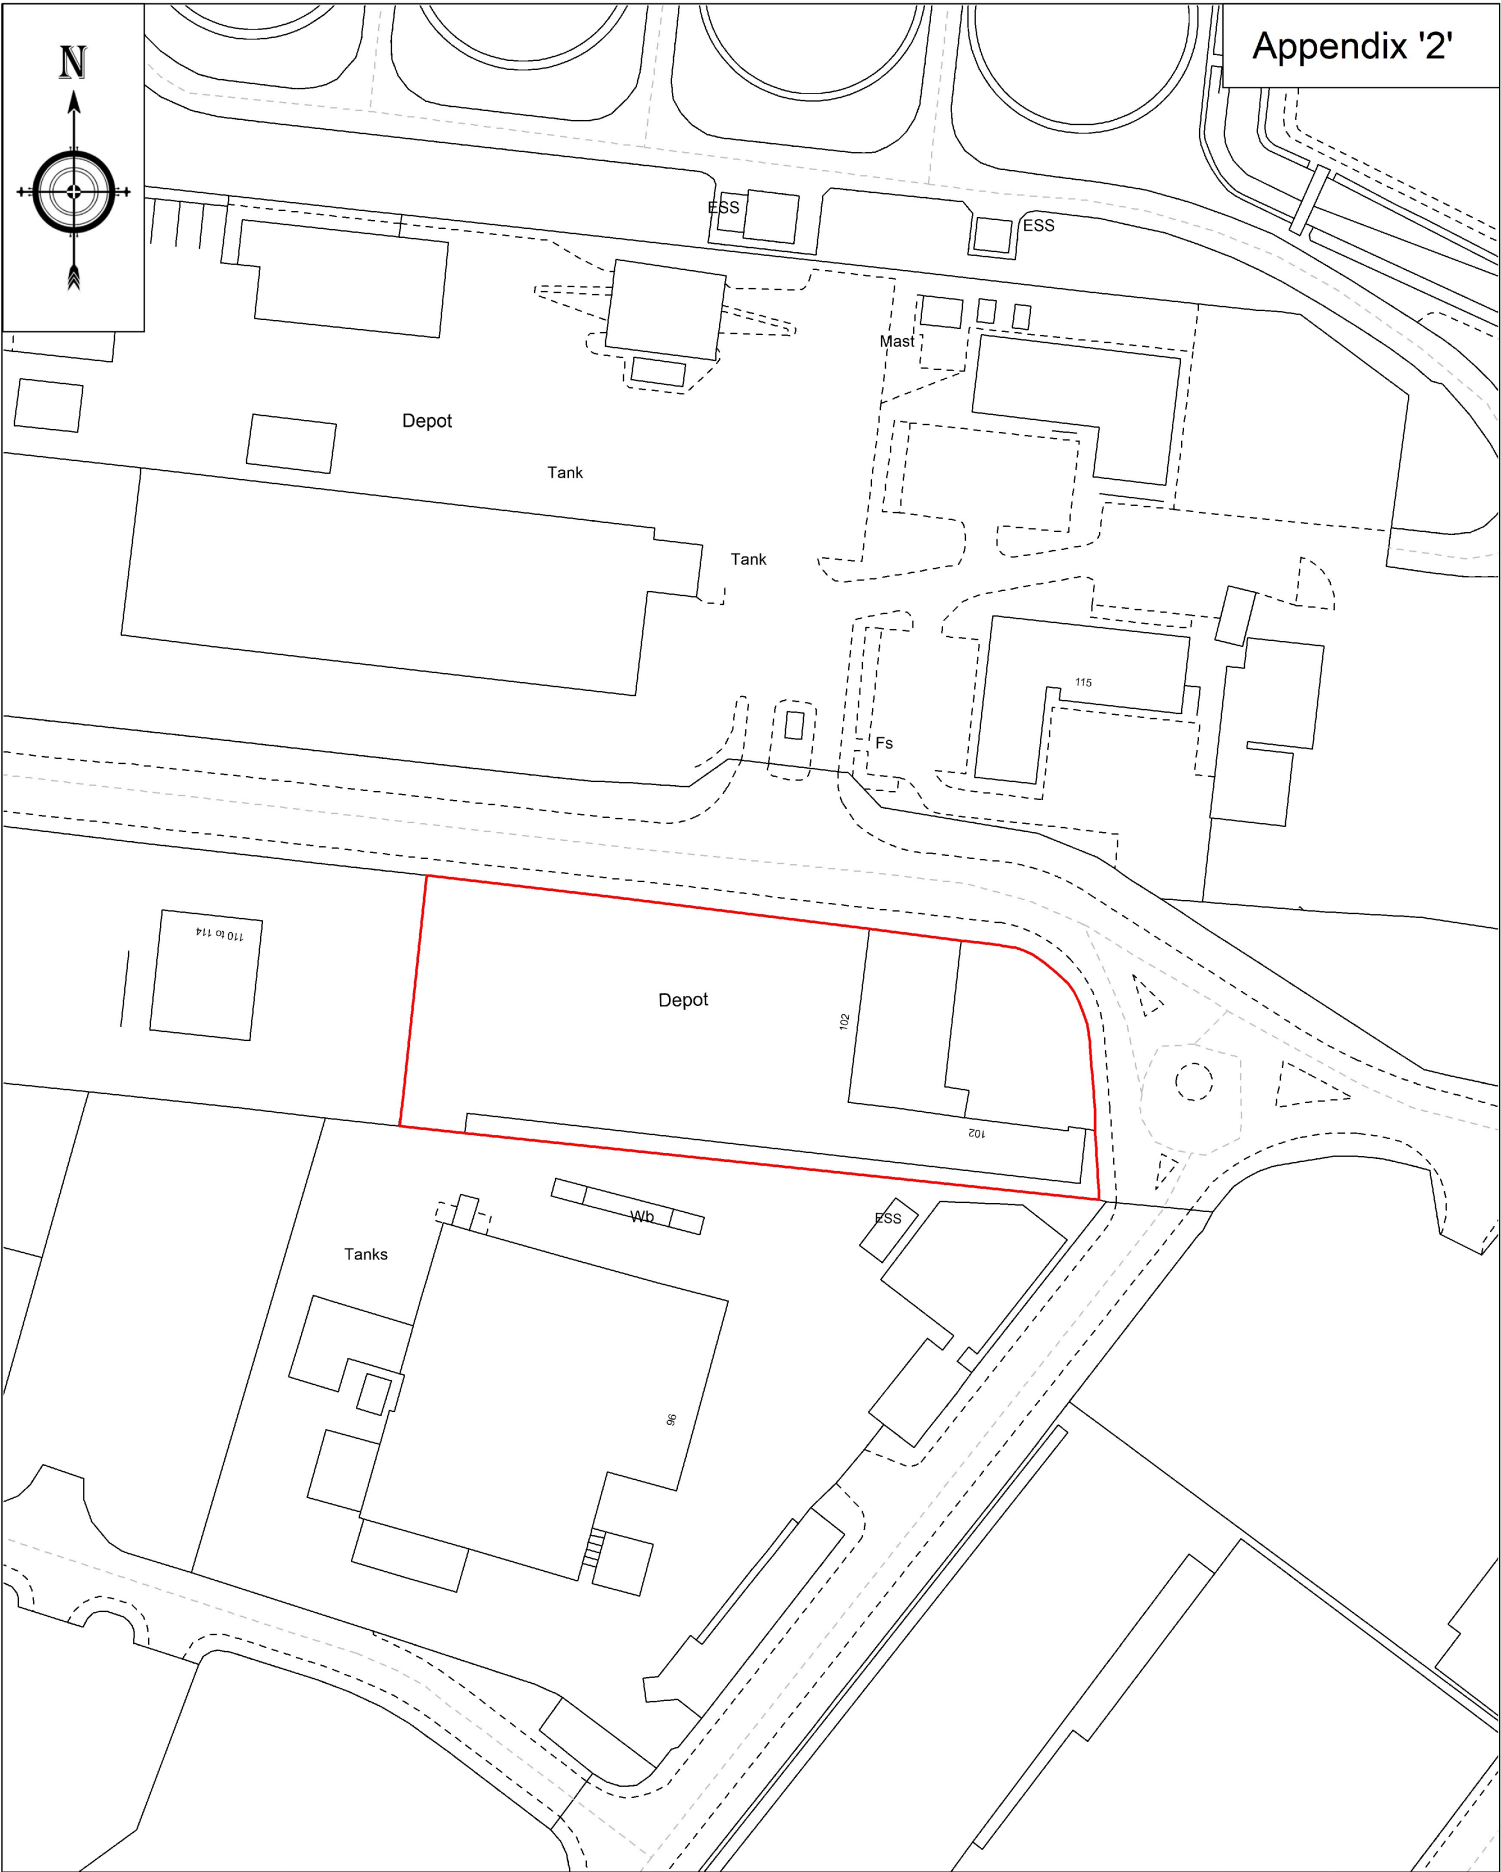 Appendix '2'
N
ESS
ESS
Mast
Depot
Tank
Tank
115
Fs
110 to 114
Depot
102
102
Wb
ESS
Tanks
96